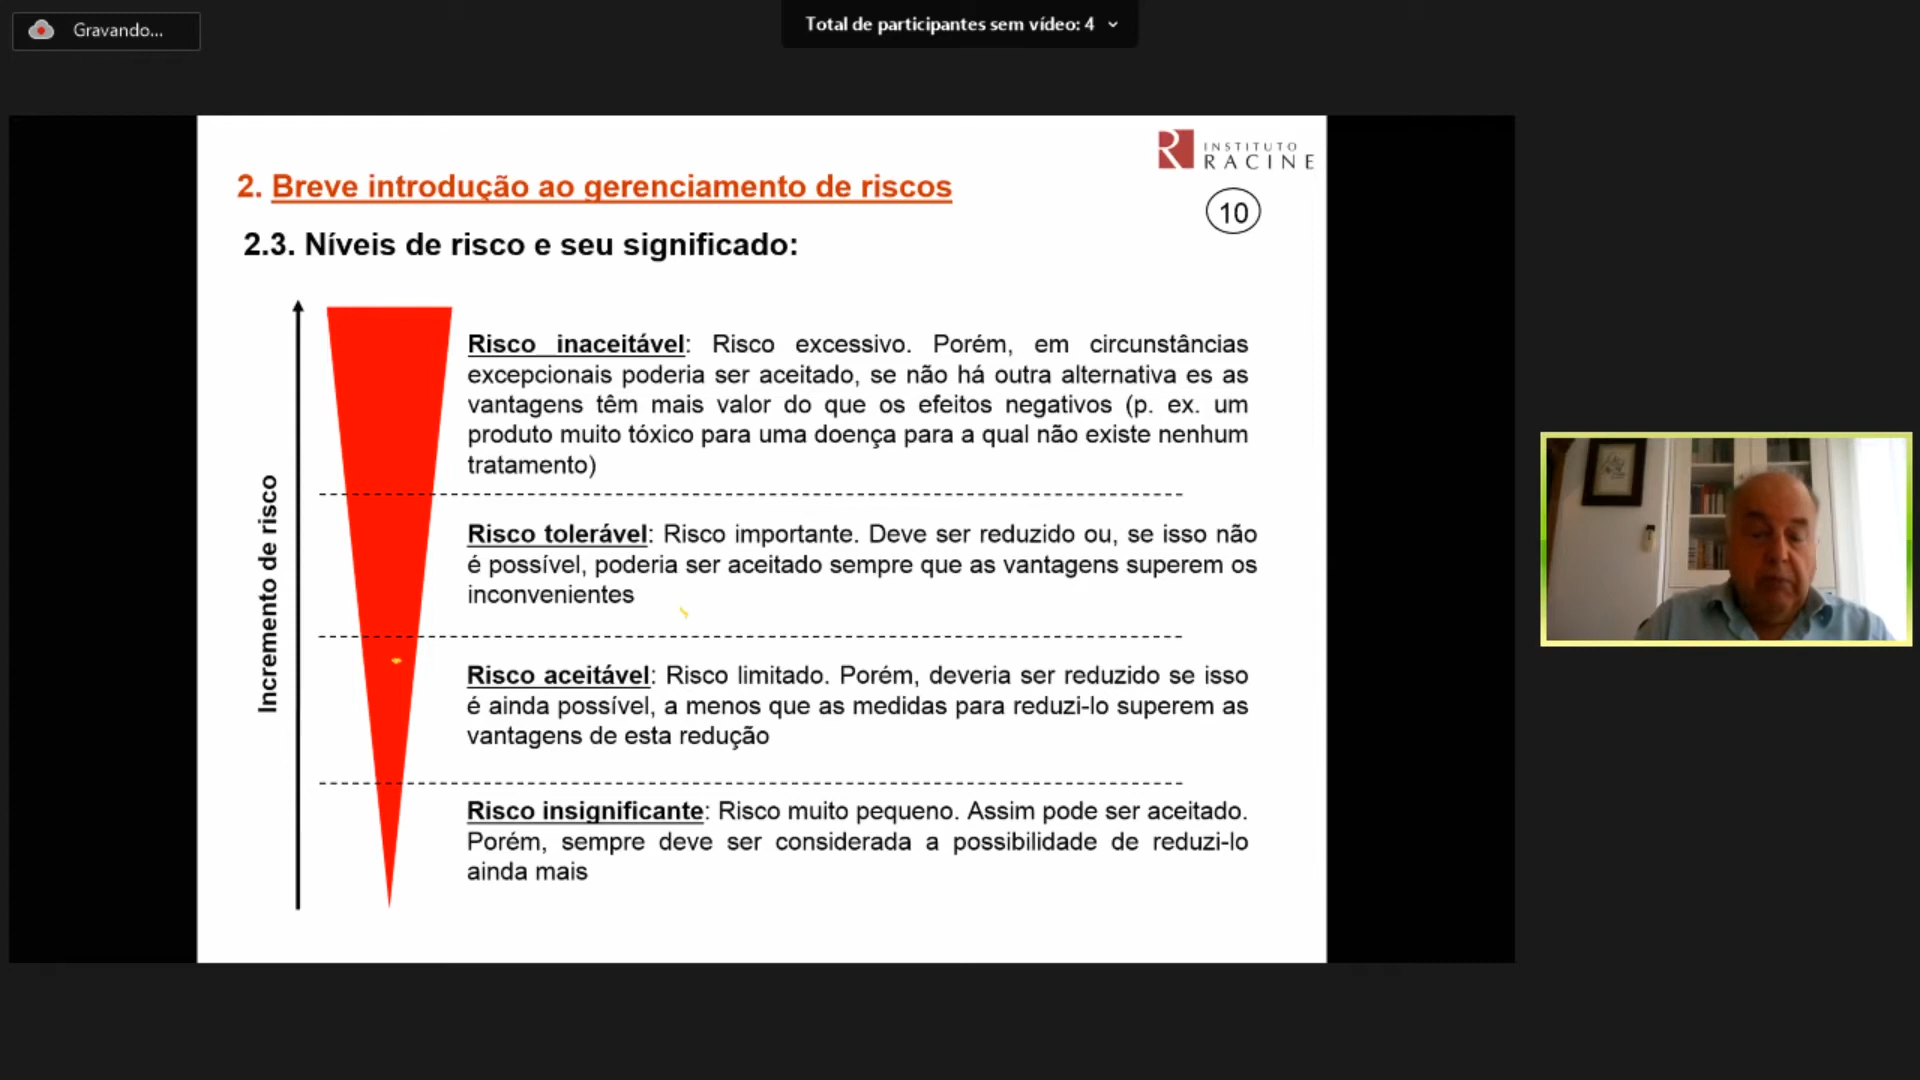 Gravando...
Total de participantes sem vídeo: 4
INSTITUTO
RACINE
2. Breve introdução ao gerenciamento de riscos
10
2.3. Níveis de risco e seu significado:
Incremento de risco
Risco inaceitável: Risco excessivo. Porém, em circunstâncias
excepcionais poderia ser aceitado, se não há outra alternativa es as
vantagens têm mais valor do que os efeitos negativos (p. ex. um
produto muito tóxico para uma doença para a qual não existe nenhum
tratamento)
Risco tolerável: Risco importante. Deve ser reduzido ou, se isso não
é possível, poderia ser aceitado sempre que as vantagens superem os
inconvenientes
Risco aceitável: Risco limitado. Porém, deveria ser reduzido se isso
é ainda possível, a menos que as medidas para reduzi-lo superem as
vantagens de esta redução
Risco insignificante: Risco muito pequeno. Assim pode ser aceitado.
Porém, sempre deve ser considerada a possibilidade de reduzi-lo
ainda mais